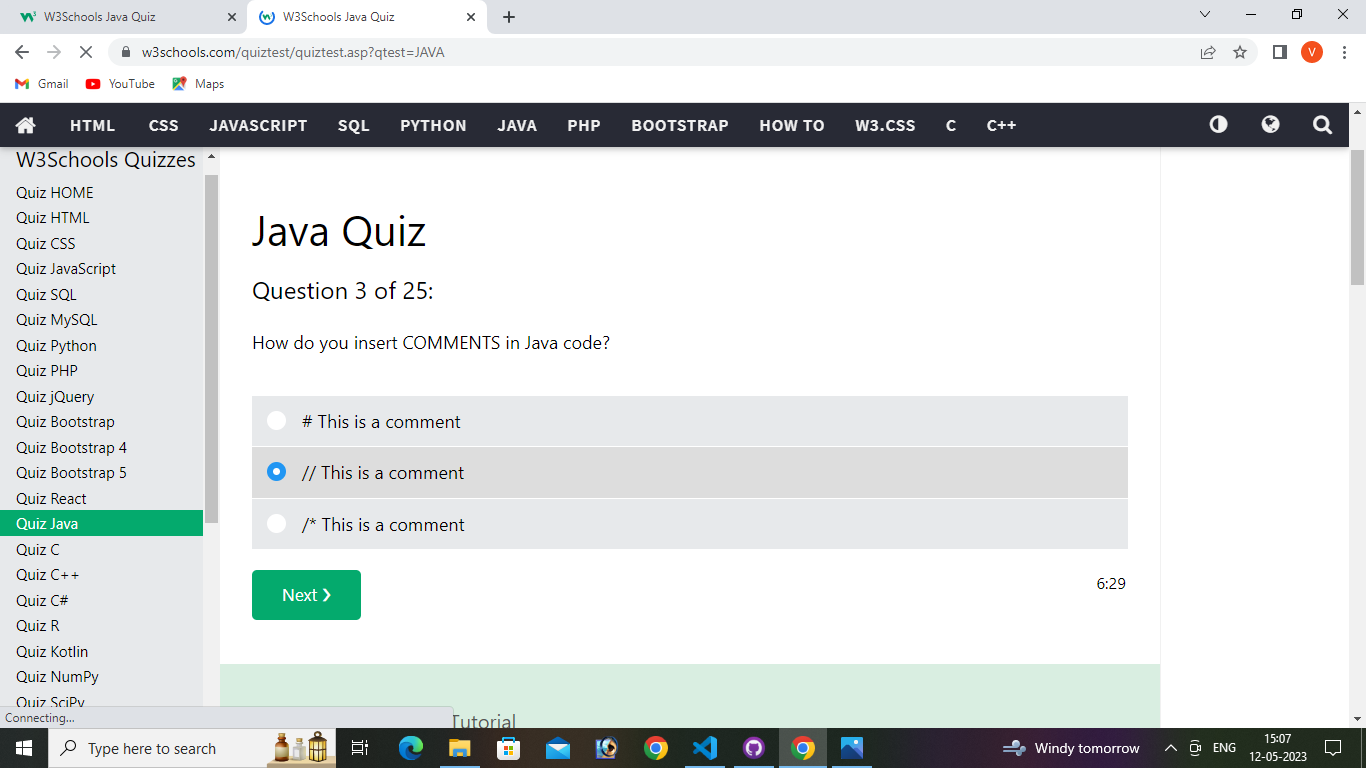 W3Schools Java Quiz
W3Schools Java Quiz
w3schools.com/quiztest/quiztest.asp?qtest=JAVA
V
Gmail
YouTube
Maps
HTML CSS JAVASCRIPT SQL PYTHON JAVA PHP BOOTSTRAP HOW TO W3.CSS C C++
W3Schools Quizzes
Quiz HOME
Quiz HTML
Quiz CSS
Quiz JavaScript
Quiz SQL
Quiz MySQL
Quiz Python
Quiz PHP
Quiz jQuery
Quiz Bootstrap
Quiz Bootstrap 4
Quiz Bootstrap 5
Quiz React
Quiz Java
Quiz C
Quiz C++
Quiz C#
Quiz R
Quiz Kotlin
Quiz NumPy
Quiz SciPy
Java Quiz
Question 3 of 25:
How do you insert COMMENTS in Java code?
# This is a comment
// This is a comment
/* This is a comment
Next ❯
6:29
Tutorial
Connecting...
Type here to search
Windy tomorrow
ENG
15:07
12-05-2023